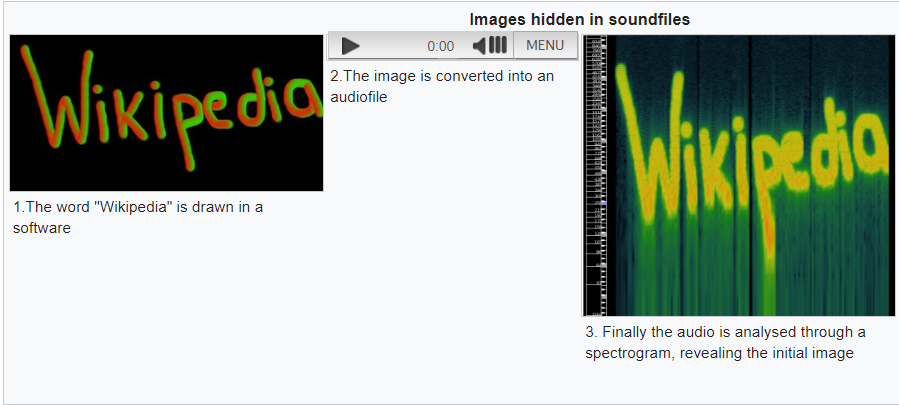 Images hidden in soundfiles
Wikipedia
1.The word "Wikipedia" is drawn in a
software
0:00
MENU
2.The image is converted into an
audiofile
Wikipedia
3. Finally the audio is analysed through a
spectrogram, revealing the initial image